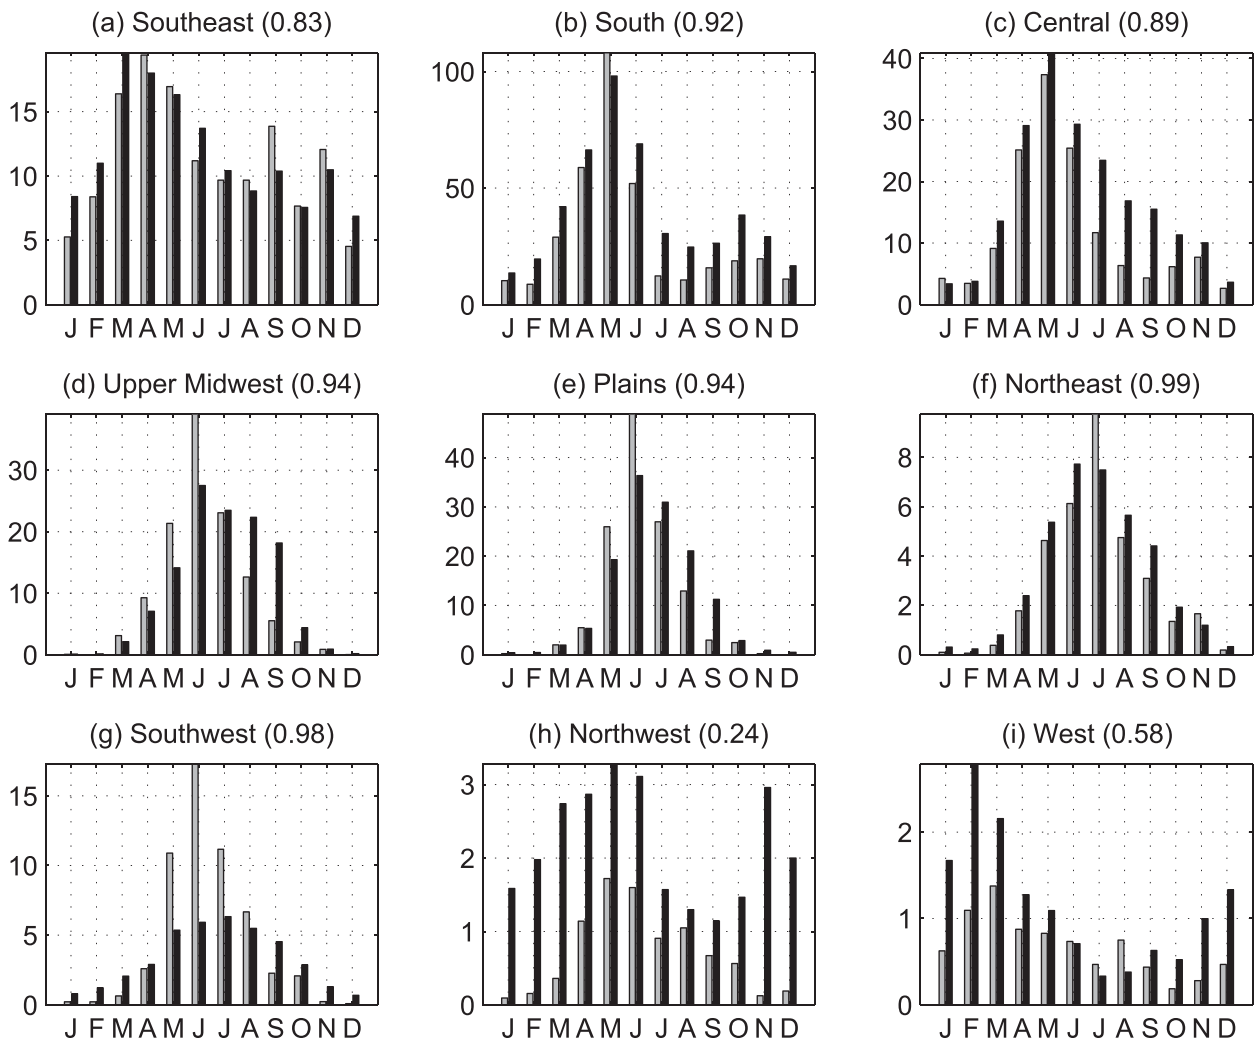 (a) Southeast (0.83)
15
10
5
0
J F M A M J J A S O N D
(b) South (0.92)
100
50
0
J F M A M J J A S O N D
(c) Central (0.89)
40
30
20
10
0
J F M A M J J A S O N D
(d) Upper Midwest (0.94)
30
20
10
0
J F M A M J J A S O N D
(e) Plains (0.94)
40
30
20
10
0
J F M A M J J A S O N D
(f) Northeast (0.99)
8
6
4
2
0
J F M A M J J A S O N D
(g) Southwest (0.98)
15
10
5
0
J F M A M J J A S O N D
(h) Northwest (0.24)
3
2
1
0
J F M A M J J A S O N D
(i) West (0.58)
2
1
0
J F M A M J J A S O N D